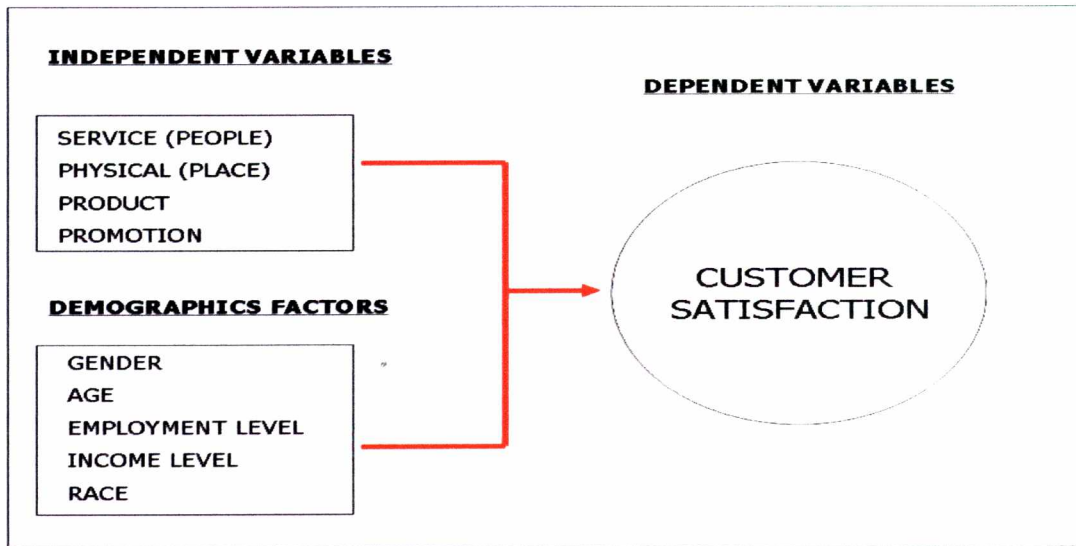 INDEPENDENT VARIABLES
SERVICE (PEOPLE)
PHYSICAL (PLACE)
PRODUCT
PROMOTION
DEMOGRAPHICS FACTORS
GENDER
AGE
EMPLOYMENT LEVEL
INCOME LEVEL
RACE
DEPENDENT VARIABLES
CUSTOMER
SATISFACTION